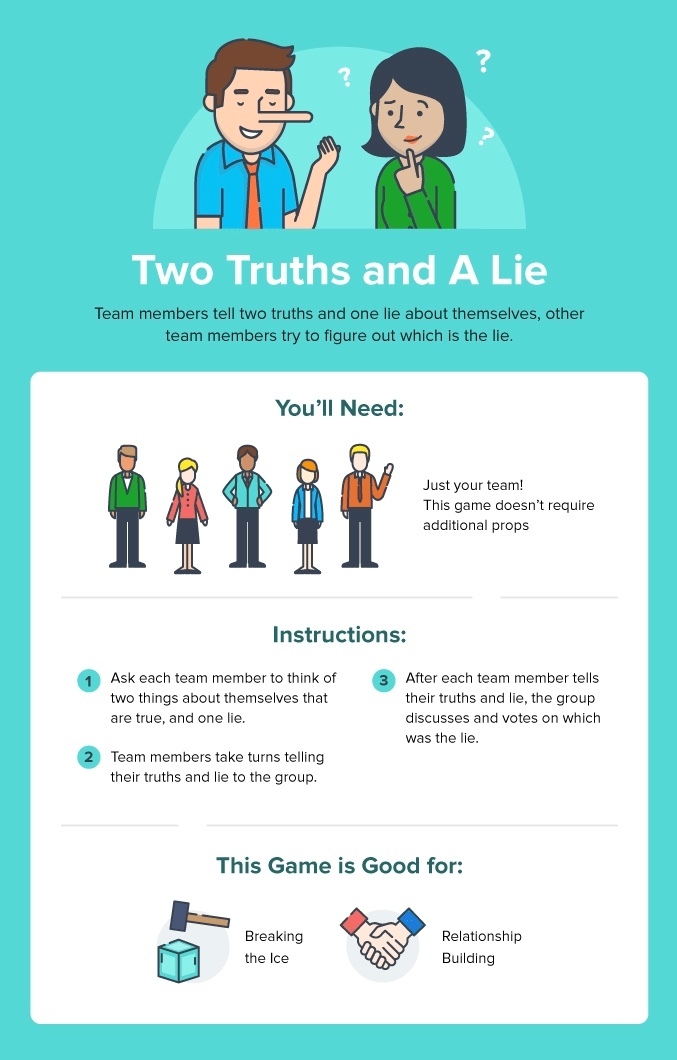 ?
?
?
Two Truths and A Lie
Team members tell two truths and one lie about themselves, other
team members try to figure out which is the lie.
You’ll Need:
Just your team!
This game doesn’t require
additional props
Instructions:
1 Ask each team member to think of
two things about themselves that
are true, and one lie.
2 Team members take turns telling
their truths and lie to the group.
3 After each team member tells
their truths and lie, the group
discusses and votes on which
was the lie.
This Game is Good for:
Breaking
the Ice
Relationship
Building